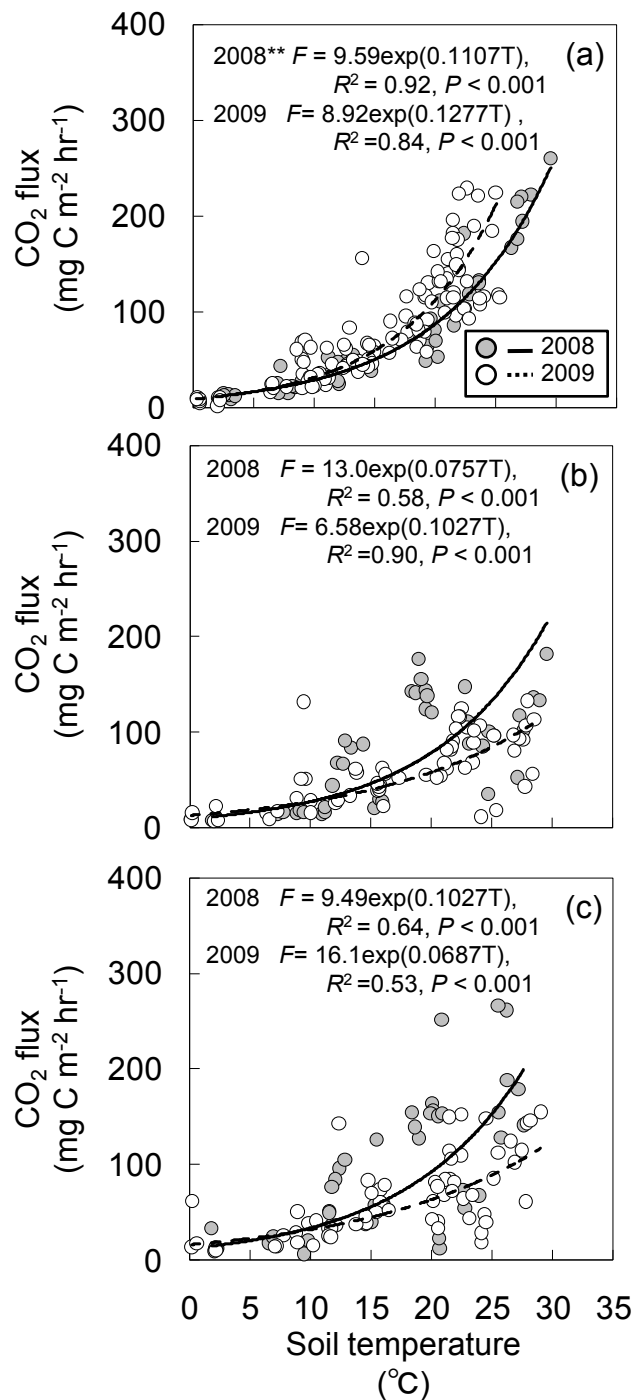 400
300
200
100
0
CO₂ flux
(mg C m⁻² hr⁻¹)
(a)
2008** F = 9.59exp(0.1107T),
R² = 0.92, P < 0.001
2009 F= 8.92exp(0.1277T) ,
R² =0.84, P < 0.001
2008
2009
400
300
200
100
0
CO₂ flux
(mg C m⁻² hr⁻¹)
(b)
2008 F = 13.0exp(0.0757T),
R² = 0.58, P < 0.001
2009 F= 6.58exp(0.1027T),
R² =0.90, P < 0.001
400
300
200
100
0
CO₂ flux
(mg C m⁻² hr⁻¹)
(c)
2008 F = 9.49exp(0.1027T),
R² = 0.64, P < 0.001
2009 F= 16.1exp(0.0687T),
R² =0.53, P < 0.001
0 5 10 15 20 25 30 35
Soil temperature
(°C)